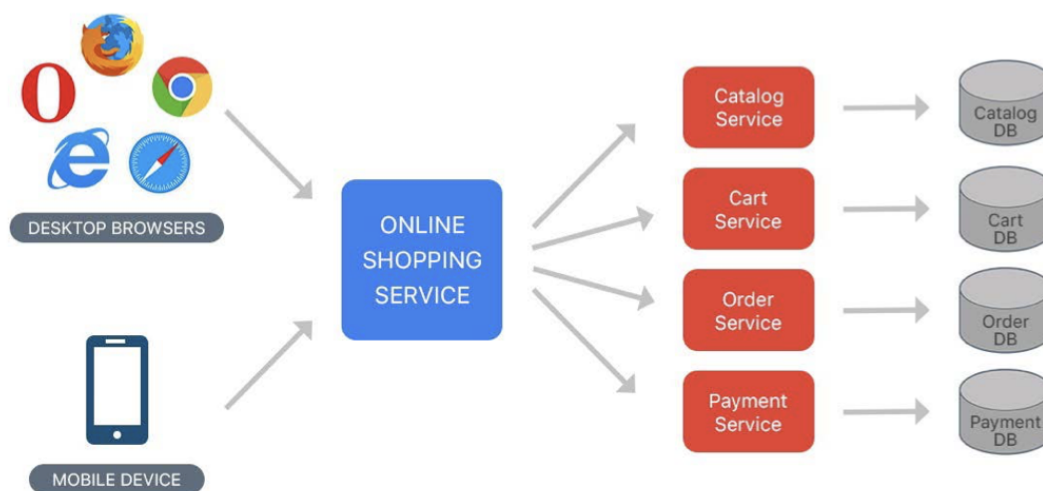 DESKTOP BROWSERS
MOBILE DEVICE
ONLINE
SHOPPING
SERVICE
Catalog
Service
Cart
Service
Order
Service
Payment
Service
Catalog
DB
Cart
DB
Order
DB
Payment
DB